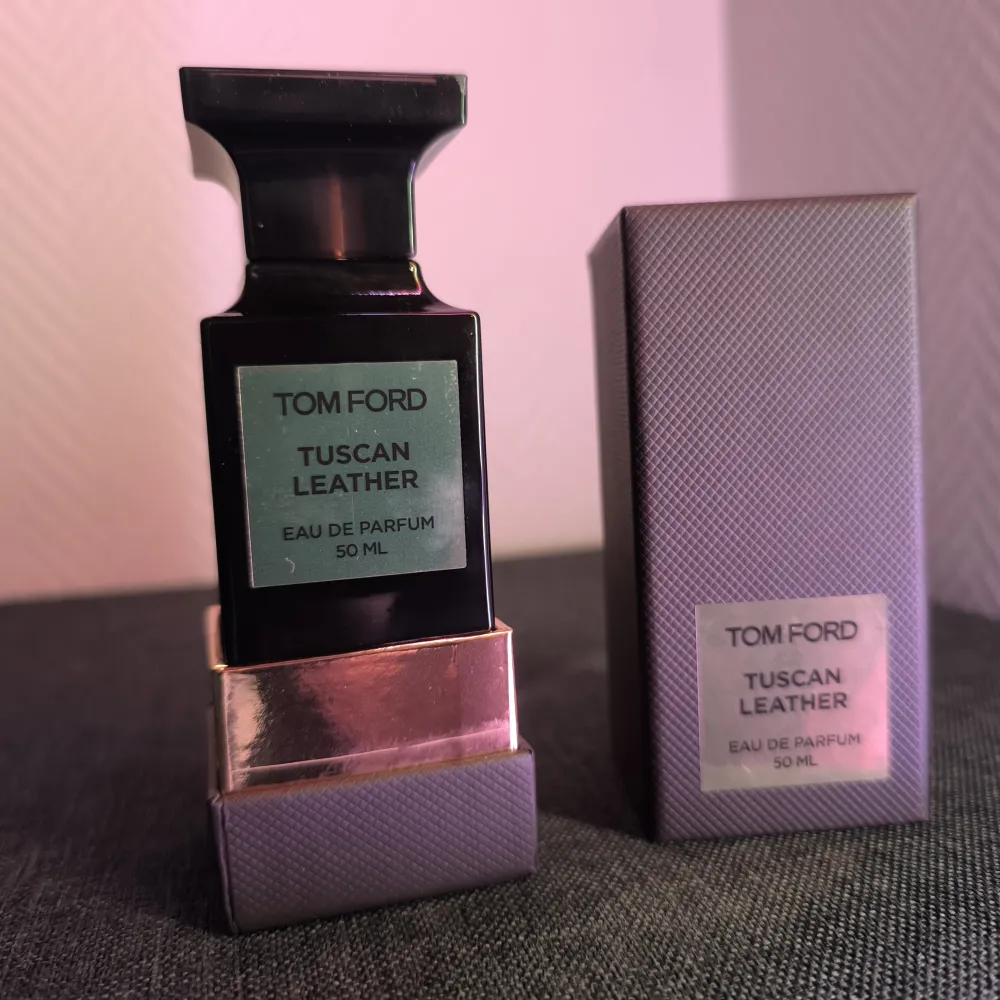 TOM FORD
TUSCAN
LEATHER
EAU DE PARFUM
50 ML
TOM FORD
TUSCAN
LEATHER
EAU DE PARFUM
50 ML